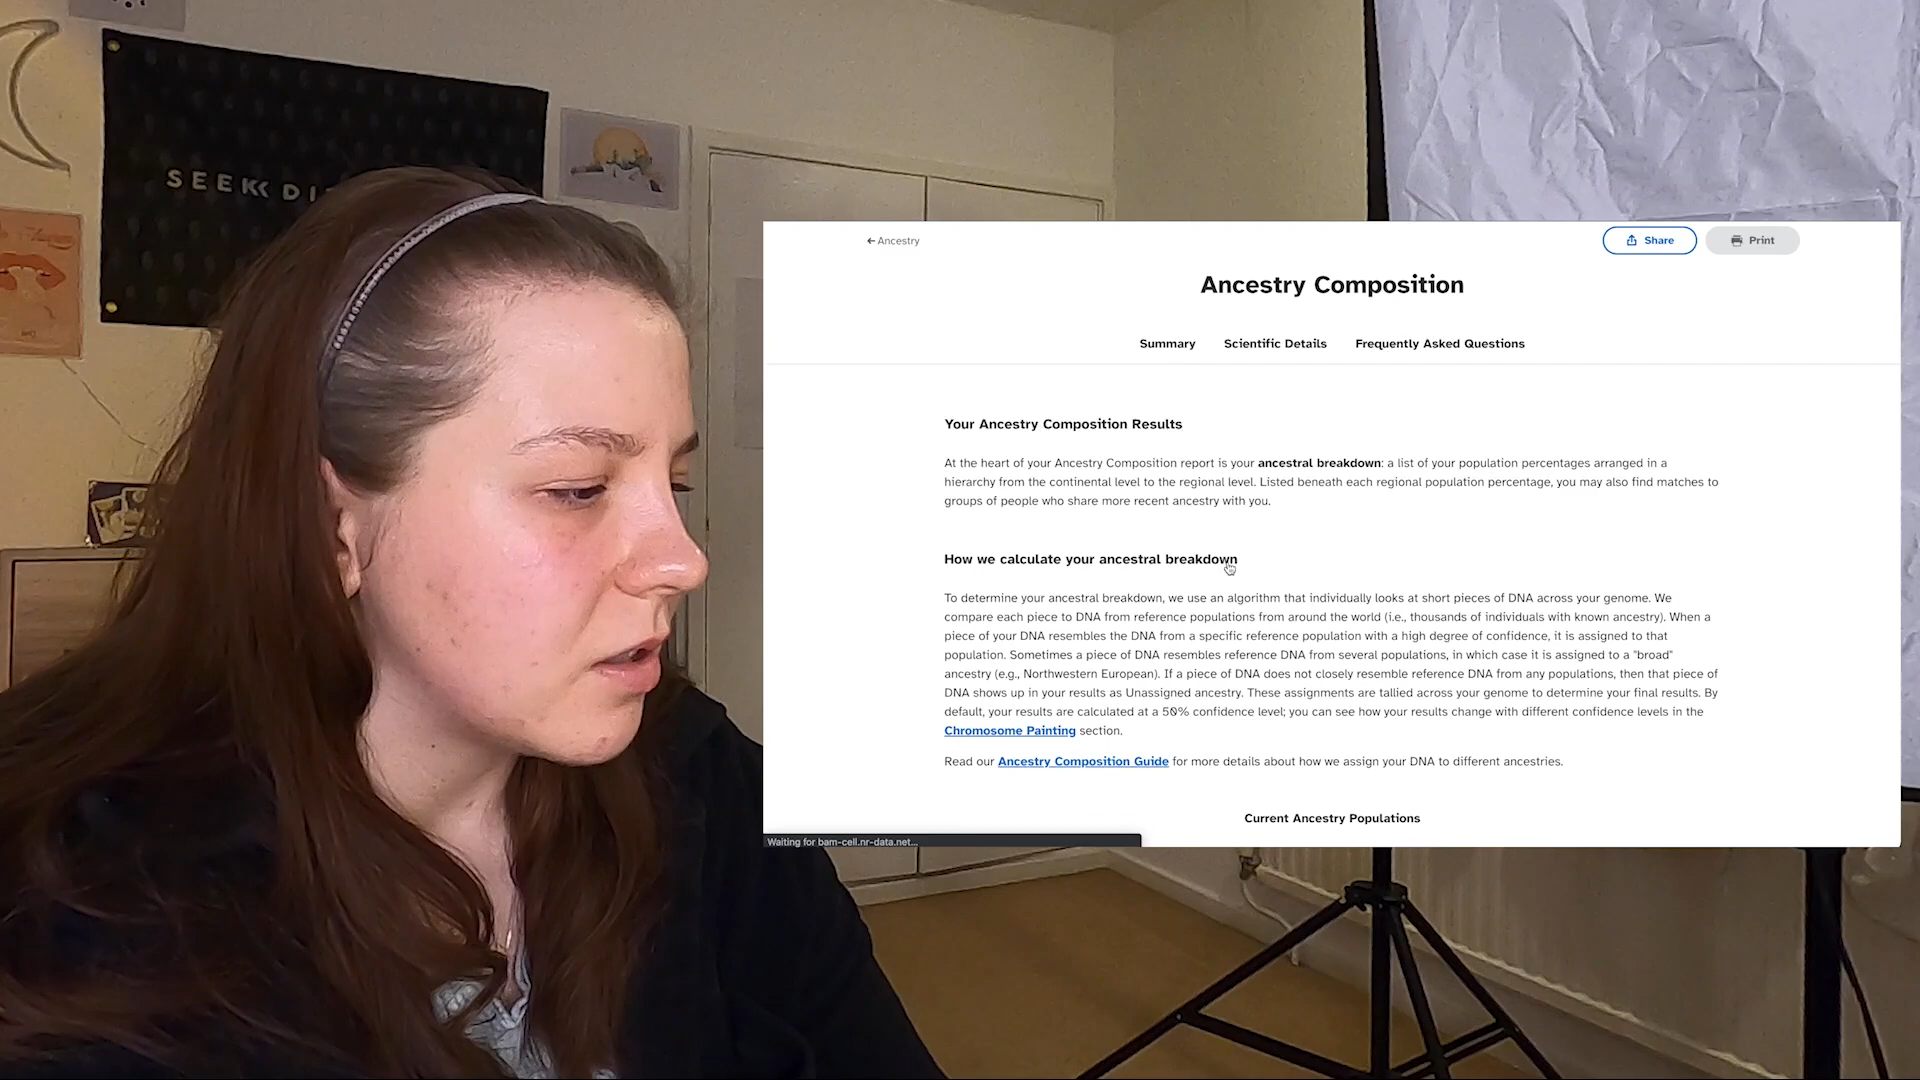 SEEK DI
Ancestry
Share
Print
Ancestry Composition
Summary
Scientific Details
Frequently Asked Questions
Your Ancestry Composition Results
At the heart of your Ancestry Composition report is your ancestral breakdown: a list of your population percentages arranged in a
hierarchy from the continental level to the regional level. Listed beneath each regional population percentage, you may also find matches to
groups of people who share more recent ancestry with you.
How we calculate your ancestral breakdown
To determine your ancestral breakdown, we use an algorithm that individually looks at short pieces of DNA across your genome. We
compare each piece to DNA from reference populations from around the world (i.e., thousands of individuals with known ancestry). When a
piece of your DNA resembles the DNA from a specific reference population with a high degree of confidence, it is assigned to that
population. Sometimes a piece of DNA resembles reference DNA from several populations, in which case it is assigned to a "broad"
ancestry (e.g., Northwestern European). If a piece of DNA does not closely resemble reference DNA from any populations, then that piece of
DNA shows up in your results as Unassigned ancestry. These assignments are tallied across your genome to determine your final results. By
default, your results are calculated at a 50% confidence level; you can see how your results change with different confidence levels in the
Chromosome Painting section.
Read our Ancestry Composition Guide for more details about how we assign your DNA to different ancestries.
Current Ancestry Populations
Waiting for bam-cell.nr-data.net...